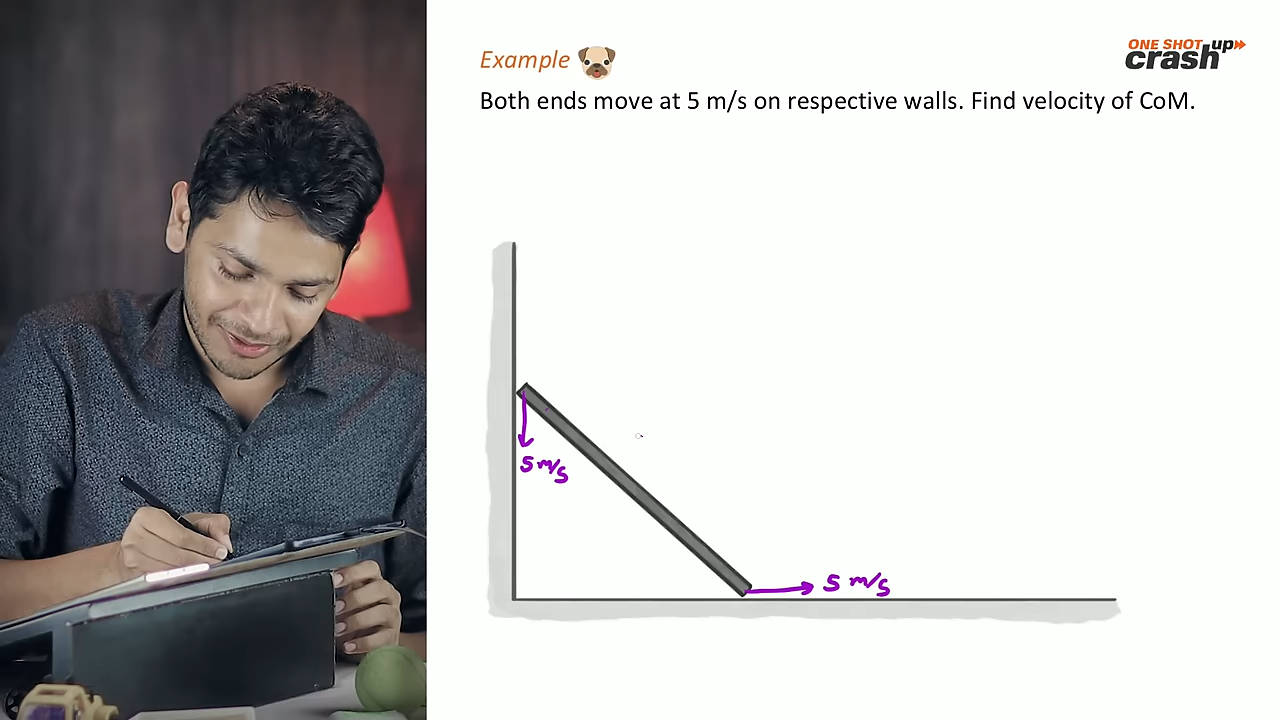 Example
ONE SHOT up
crash
Both ends move at 5 m/s on respective walls. Find velocity of CoM.
5 m/s
5 m/s